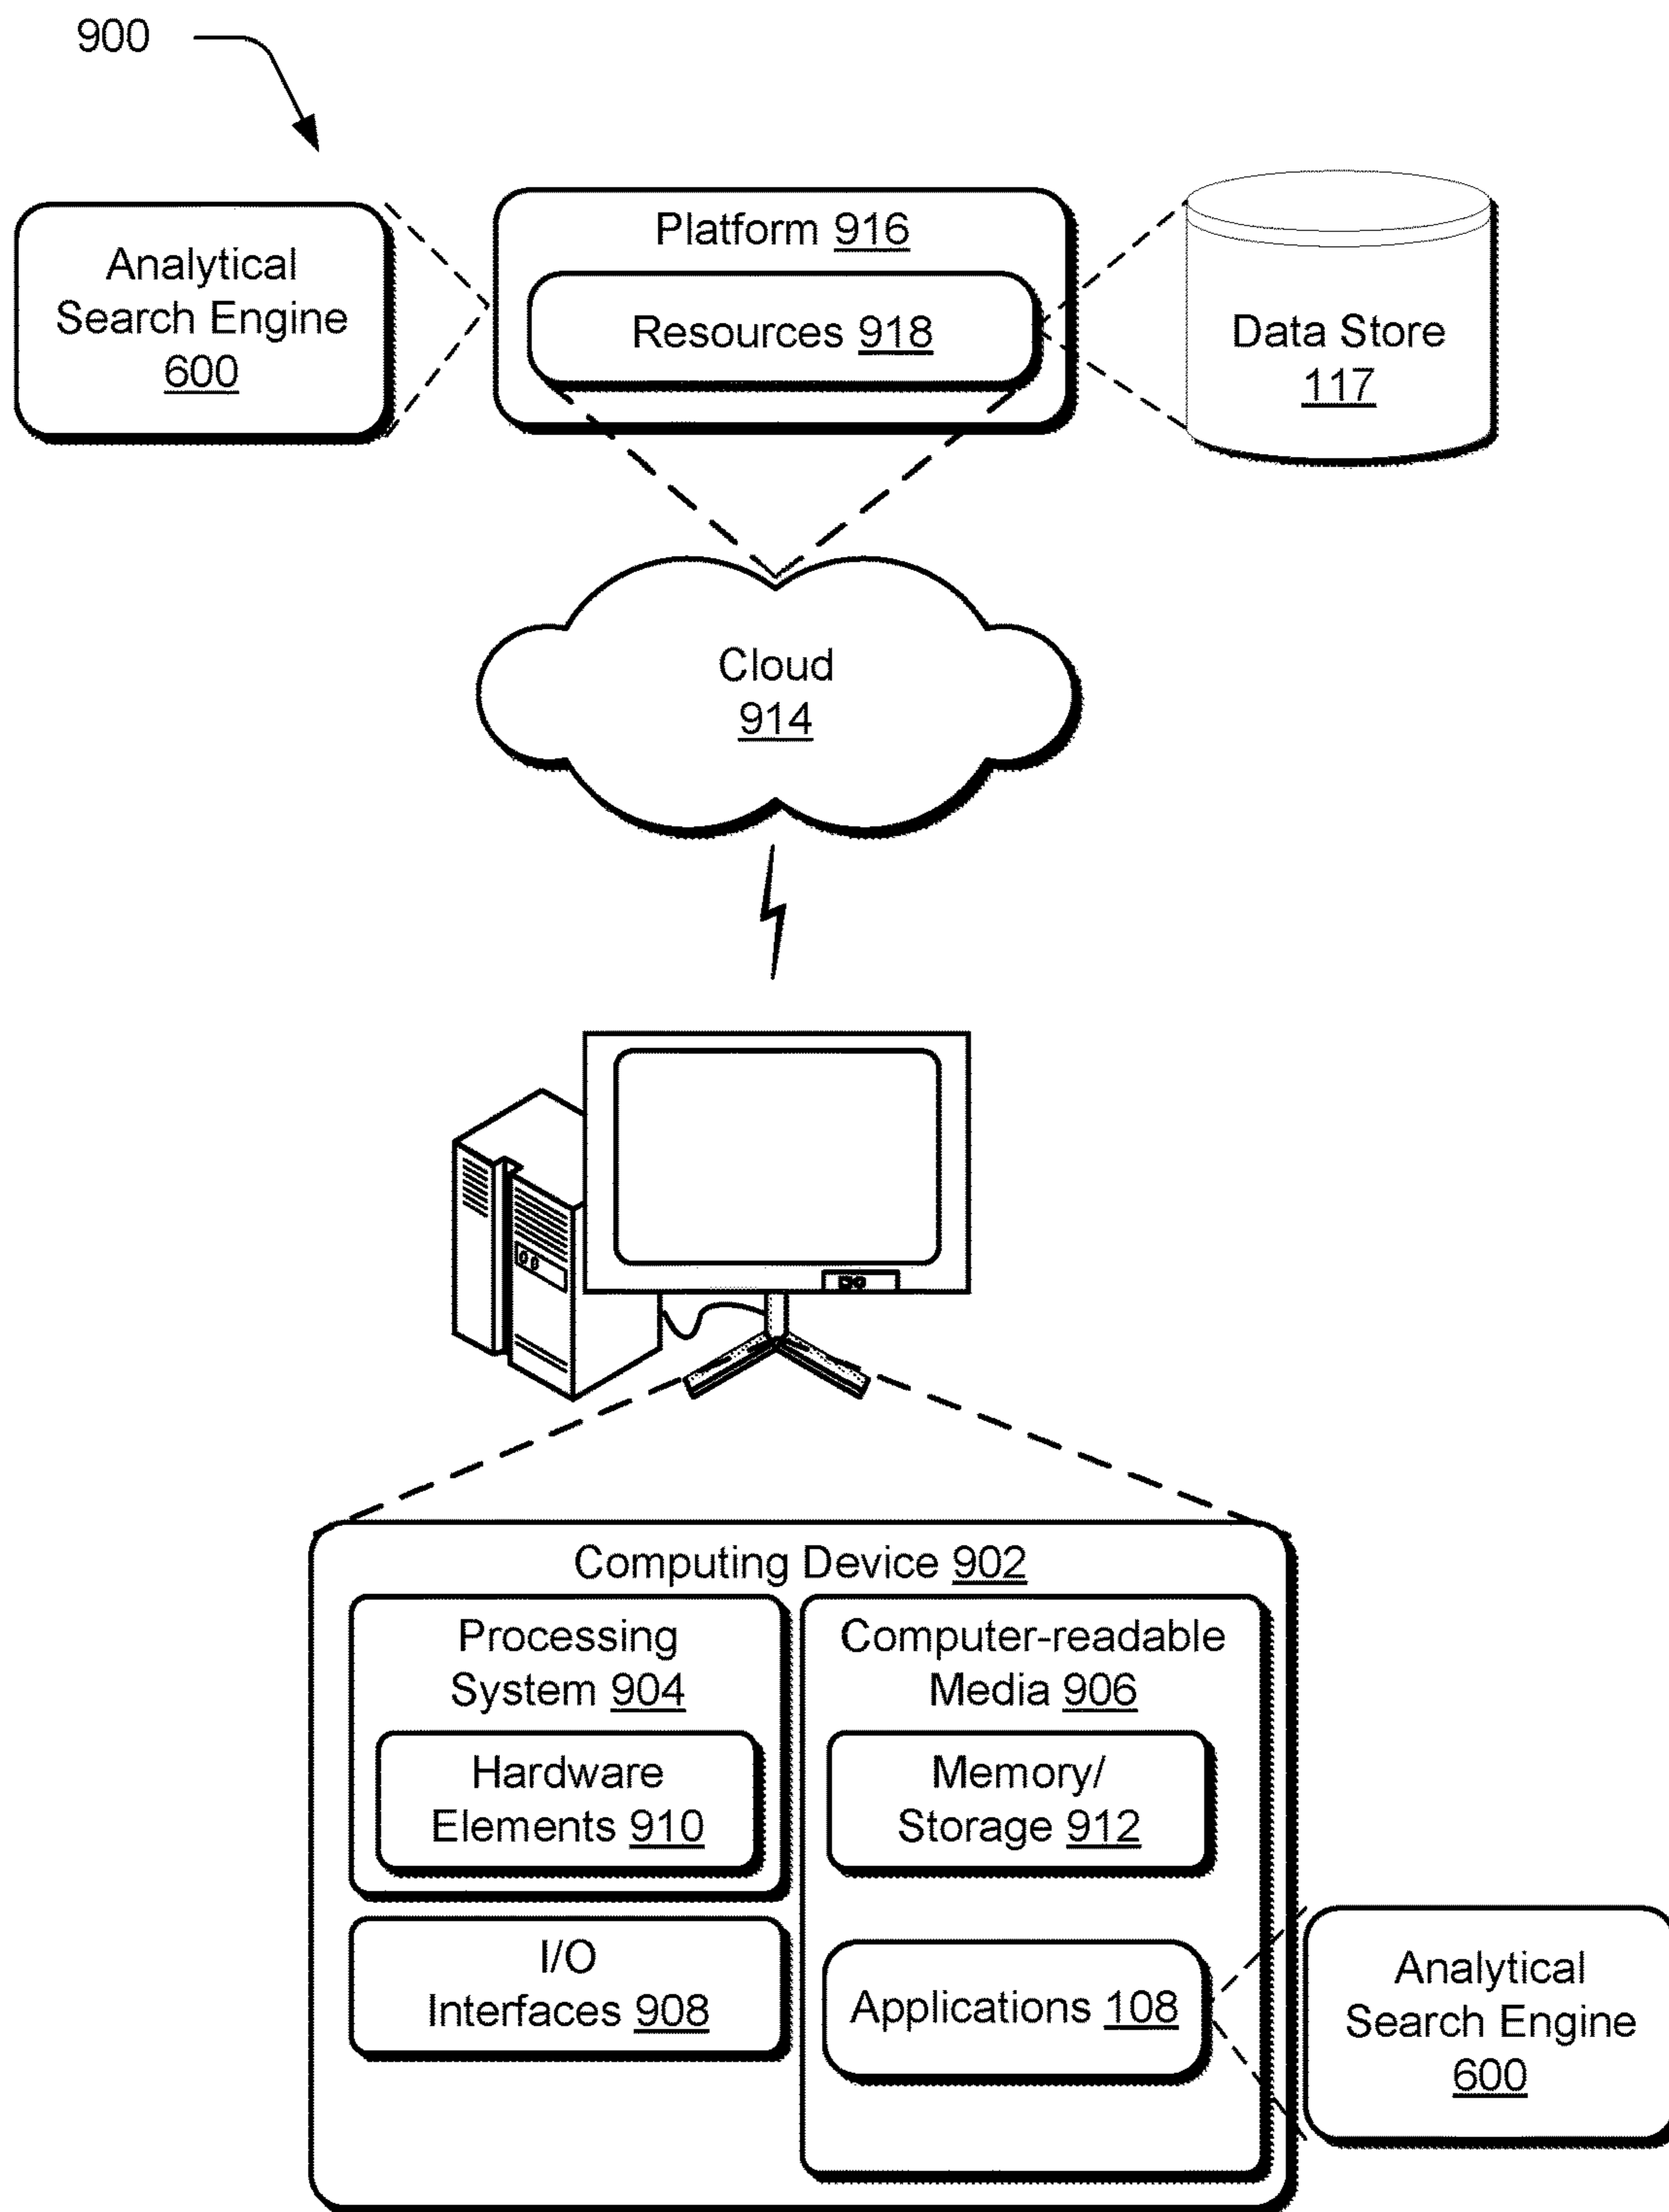 900
Analytical
Search Engine
600
Platform 916
Resources 918
Data Store
117
Cloud
914
Computing Device 902
Processing
System 904
Hardware
Elements 910
I/O
Interfaces 908
Computer-readable
Media 906
Memory/
Storage 912
Applications 108
Analytical
Search Engine
600